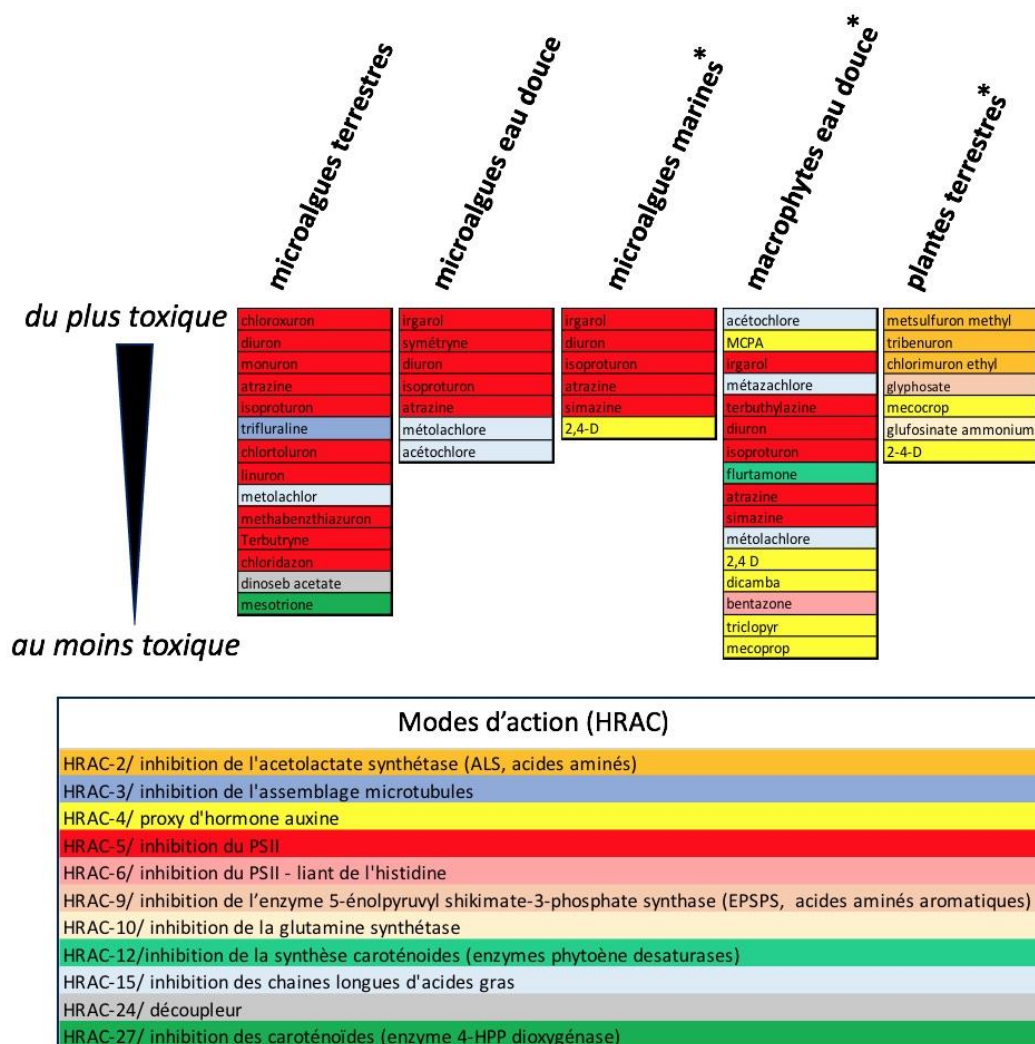 microalgues terrestres
microalgues eau douce
microalgues marines*
macrophytes eau douce*
plantes terrestres*
du plus toxique
au moins toxique
chloroxuron
diuron
monuron
atrazine
isoproturon
trifluraline
chlortoluron
linuron
metolachlor
methabenzthiazuron
Terbutryne
chloridazon
dinoseb acetate
mesotrione
irgarol
symétryne
diuron
isoproturon
atrazine
métolachlore
acétochlore
irgarol
diuron
isoproturon
atrazine
simazine
2,4-D
acétochlore
MCPA
irgarol
métazachlore
terbuthylazine
diuron
isoproturon
flurtamone
atrazine
simazine
métolachlore
2,4 D
dicamba
bentazone
triclopyr
mecoprop
metsulfuron methyl
tribenuron
chlorimuron ethyl
glyphosate
mecocrop
glufosinate ammonium
2-4-D
Modes d'action (HRAC)
HRAC-2/ inhibition de l'acetolactate synthétase (ALS, acides aminés)
HRAC-3/ inhibition de l'assemblage microtubules
HRAC-4/ proxy d'hormone auxine
HRAC-5/ inhibition du PSII
HRAC-6/ inhibition du PSII - liant de l'histidine
HRAC-9/ inhibition de l’enzyme 5-énolpyruvyl shikimate-3-phosphate synthase (EPSPS, acides aminés aromatiques)
HRAC-10/ inhibition de la glutamine synthétase
HRAC-12/inhibition de la synthèse caroténoides (enzymes phytoène desaturases)
HRAC-15/ inhibition des chaines longues d'acides gras
HRAC-24/ découpleur
HRAC-27/ inhibition des caroténoïdes (enzyme 4-HPP dioxygénase)